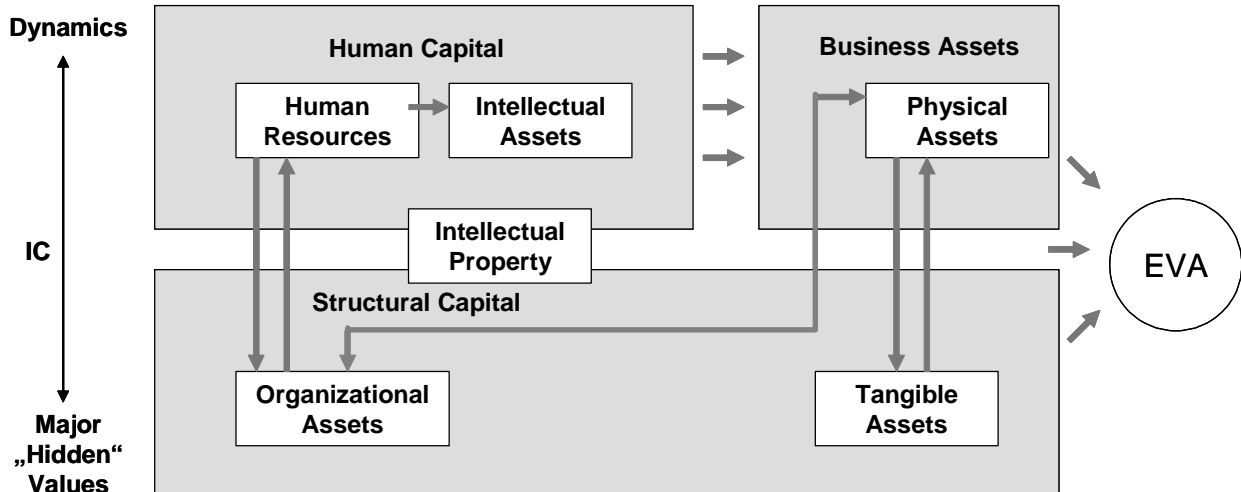 Dynamics
IC
Major
„Hidden“
Values
Human Capital
Human
Resources
Intellectual
Assets
Business Assets
Physical
Assets
Intellectual
Property
Structural Capital
Organizational
Assets
Tangible
Assets
EVA